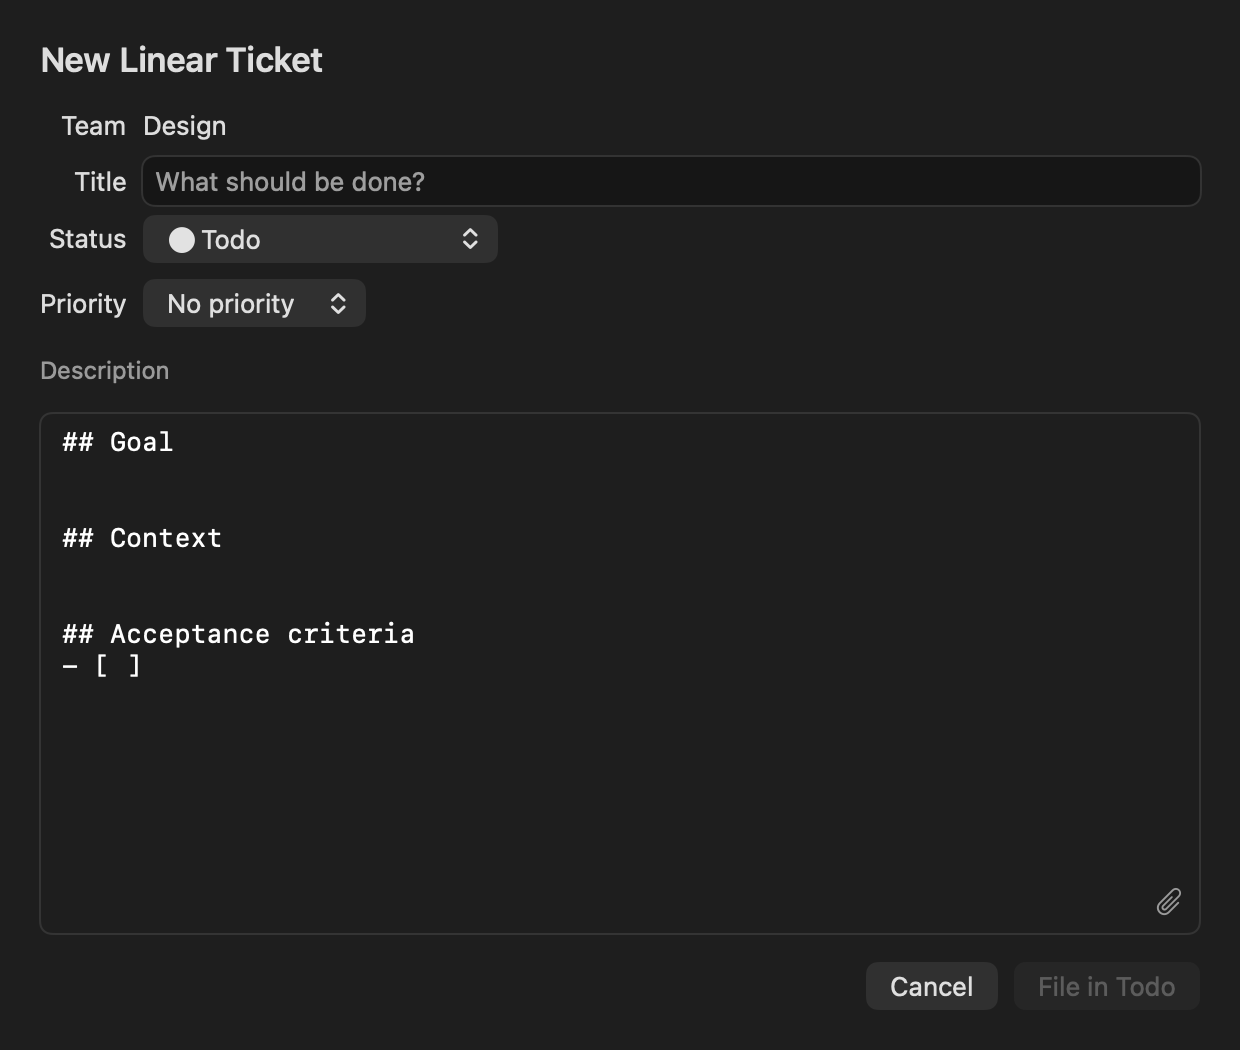 New Linear Ticket
Team Design
Title What should be done?
Status Todo
Priority No priority
Description
## Goal
## Context
## Acceptance criteria
- [ ]
Cancel File in Todo